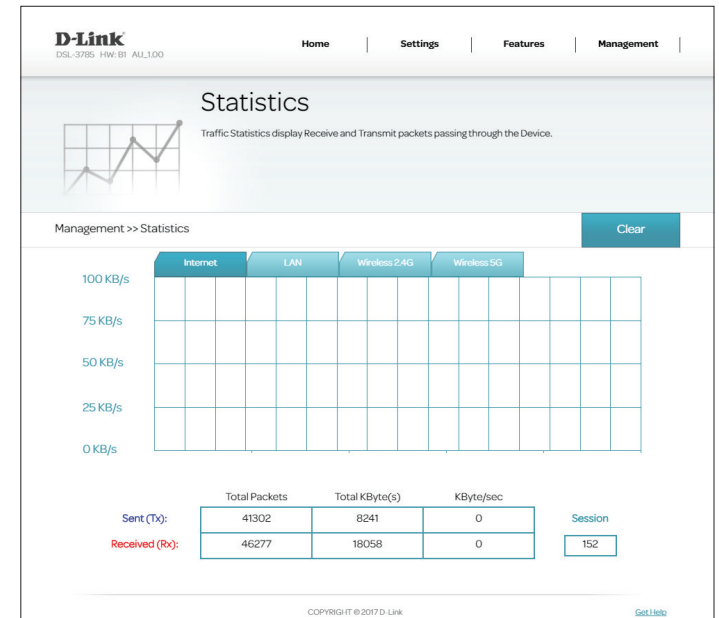 D-Link
DSL-3785 HW: B1 AU_1.00
Home Settings Features Management
Statistics
Traffic Statistics display Receive and Transmit packets passing through the Device.
Management >> Statistics
Clear
Internet LAN Wireless 2.4G Wireless 5G
100 KB/s
75 KB/s
50 KB/s
25 KB/s
0 KB/s
Total Packets Total KByte(s) KByte/sec
Sent (Tx): 41302 8241 0 Session
Received (Rx): 46277 18058 0 152
COPYRIGHT © 2017 D-Link Get Help